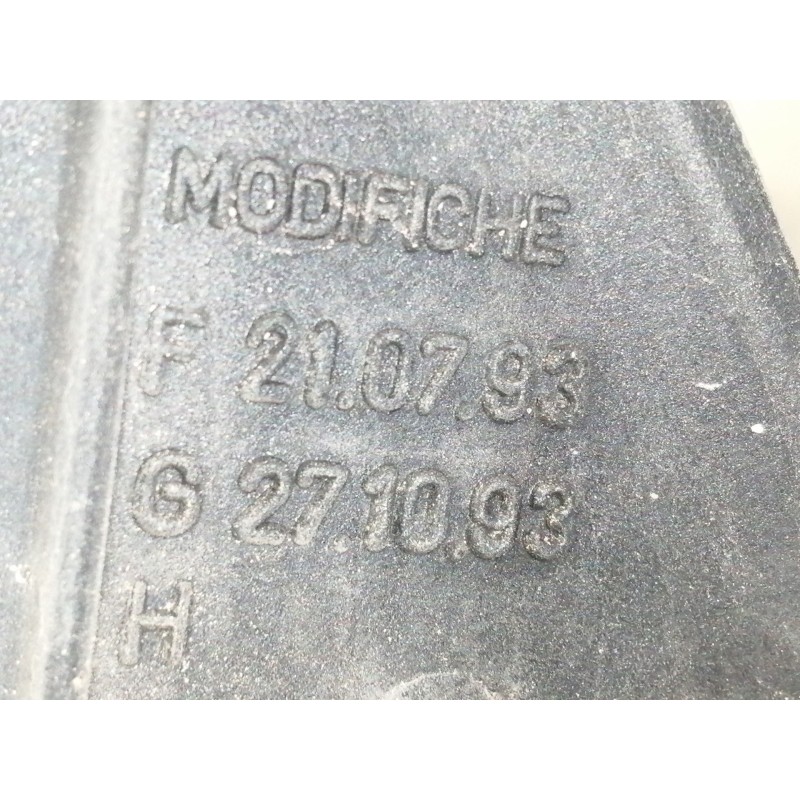 MODIFICHE
F 21.07.93
G 27.10.93
H